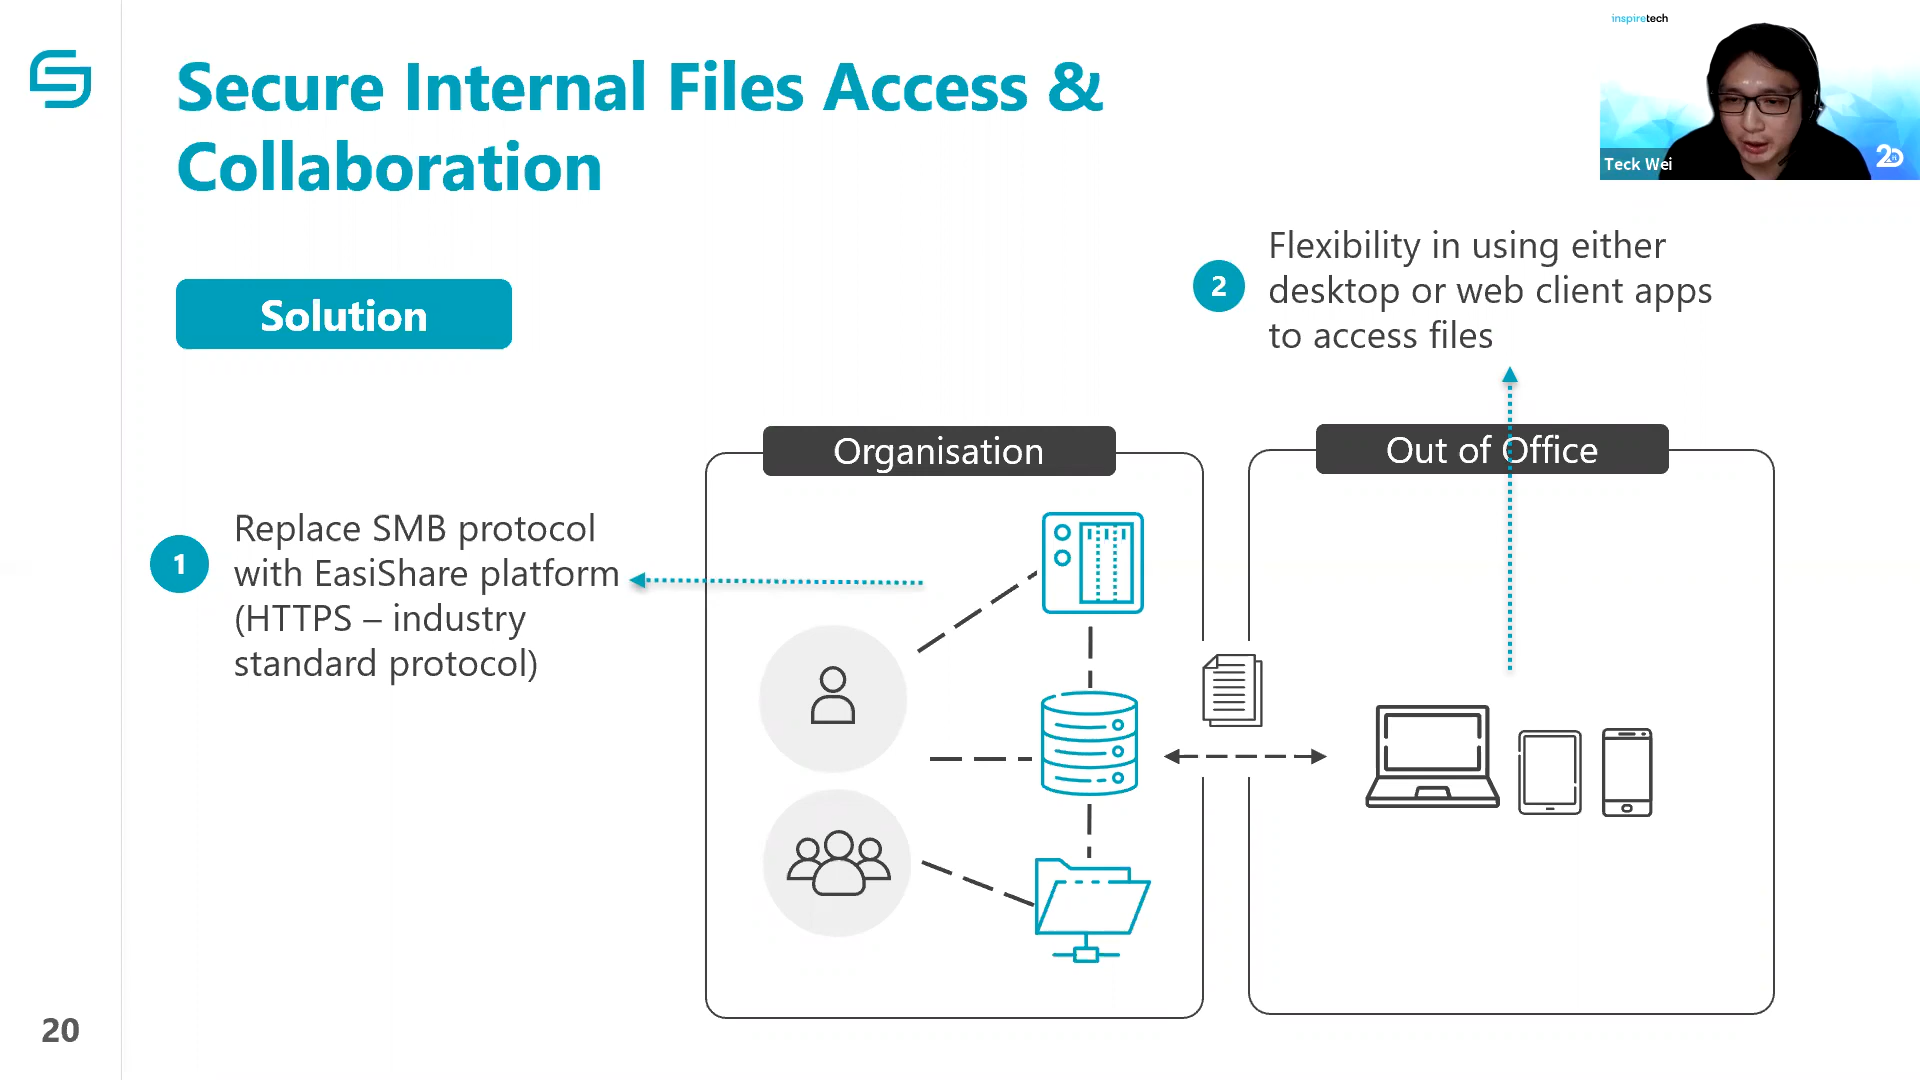 inspiretech
Secure Internal Files Access &
Collaboration
Teck Wei
Solution
2
Flexibility in using either
desktop or web client apps
to access files
Organisation
Out of Office
1
Replace SMB protocol
with EasiShare platform
(HTTPS – industry
standard protocol)
20